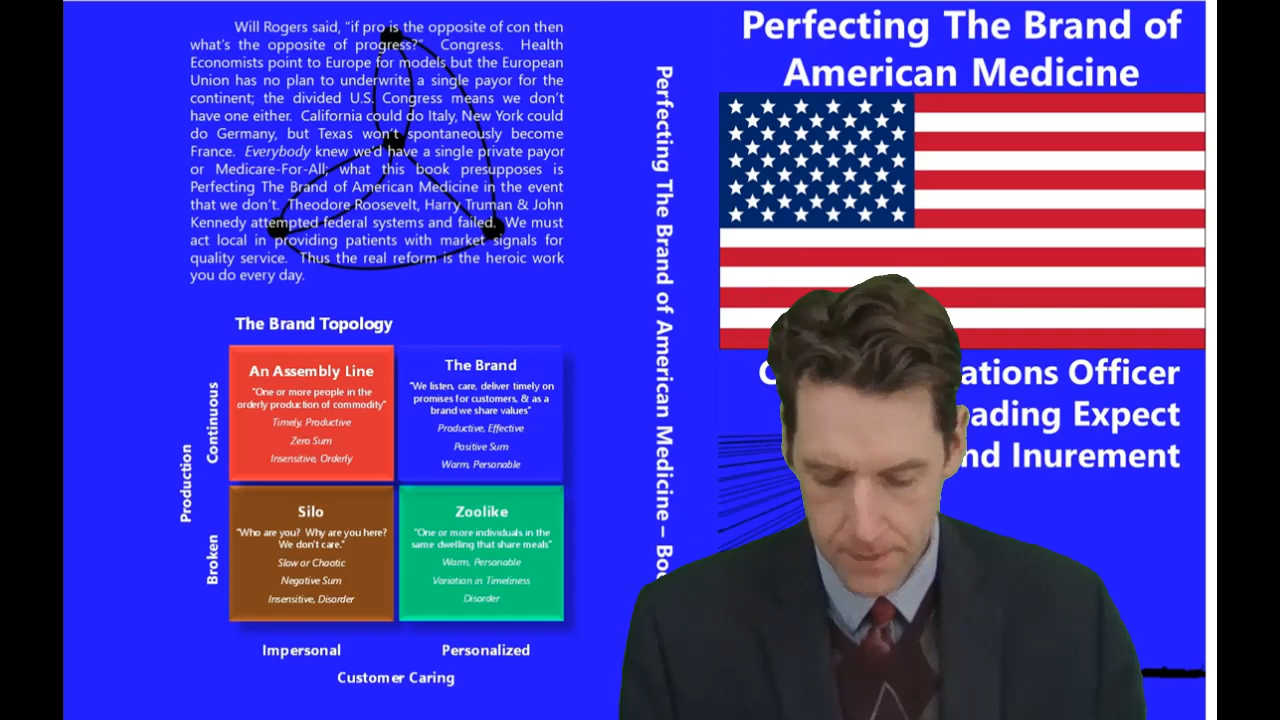 Will Rogers said, “if pro is the opposite of con then
what’s the opposite of progress?” Congress. Health
Economists point to Europe for models but the European
Union has no plan to underwrite a single payor for the
continent; the divided U.S. Congress means we don’t
have one either. California could do Italy, New York could
do Germany, but Texas won’t spontaneously become
France. Everybody knew we’d have a single private payor
or Medicare-For-All; what this book presupposes is
Perfecting The Brand of American Medicine in the event
that we don’t. Theodore Roosevelt, Harry Truman & John
Kennedy attempted federal systems and failed. We must
act local in providing patients with market signals for
quality service. Thus the real reform is the heroic work
you do every day.
The Brand Topology
Production
Continuous
Broken
An Assembly Line
“One or more people in the
orderly production of commodity”
Timely, Productive
Zero Sum
Insensitive, Orderly
The Brand
“We listen, care, deliver timely on
promises for customers, & as a
brand we share values”
Productive, Effective
Positive Sum
Warm, Personable
Silo
“Who are you? Why are you here?
We don’t care.”
Slow or Chaotic
Negative Sum
Insensitive, Disorder
Zoolike
“One or more individuals in the
same dwelling that share meals”
Warm, Personable
Variation in Timeliness
Disorder
Impersonal
Personalized
Customer Caring
Perfecting The Brand of American Medicine –
Perfecting The Brand of
American Medicine
Officer
Expect
Inurement